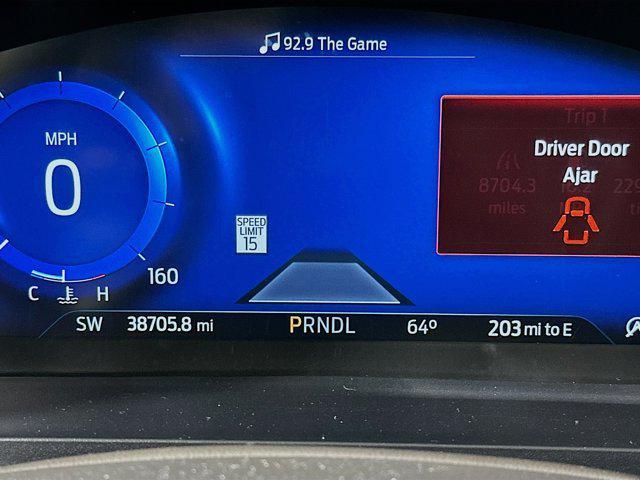 92.9 The Game
MPH
0
160
C H
SPEED
LIMIT
15
Trip 1
Driver Door
Ajar
8704.3
miles
SW 38705.8 mi PRNDL 64º 203 mi to E